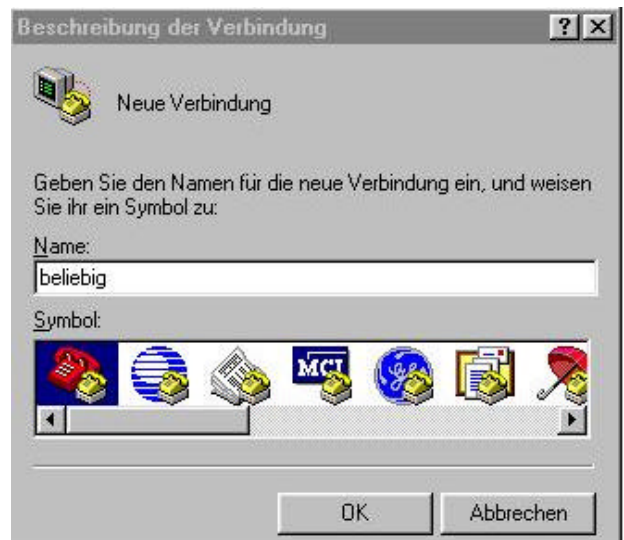 Beschreibung der Verbindung
Neue Verbindung
Geben Sie den Namen für die neue Verbindung ein, und weisen
Sie ihr ein Symbol zu:
Name:
beliebig
Symbol:
MCI
OK Abbrechen